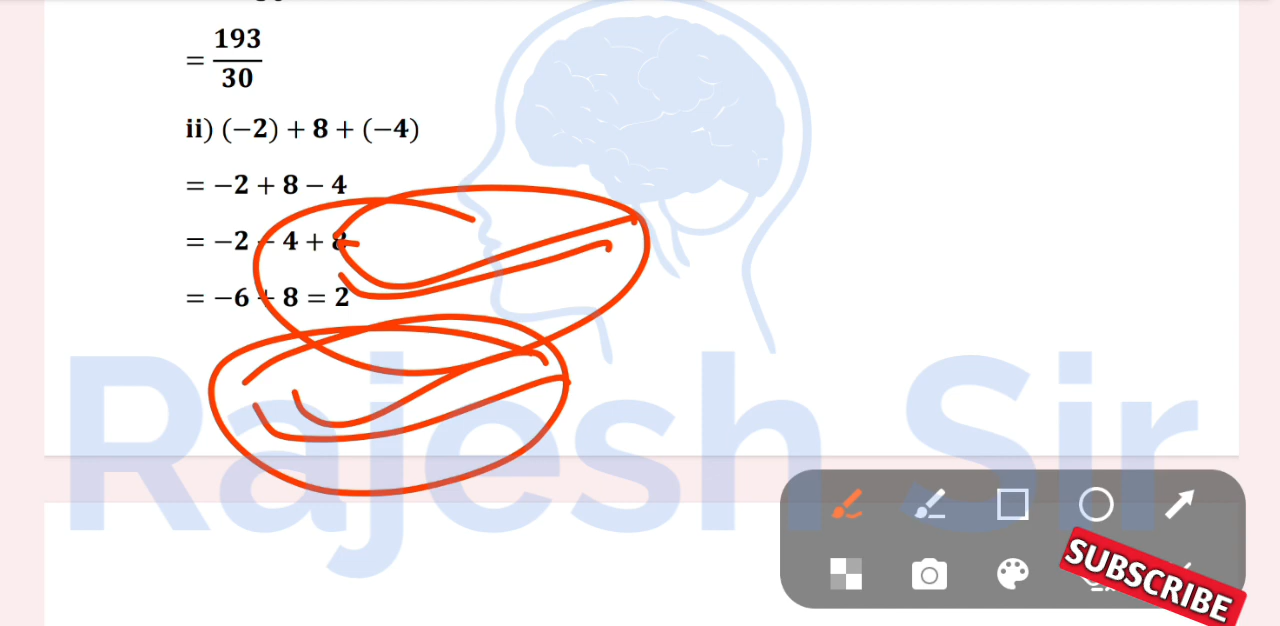 = 193
30
ii) (−2) + 8 + (−4)
= −2 + 8 − 4
= −2 − 4 + 8
= −6 + 8 = 2
Rajesh Sir
SUBSCRIBE